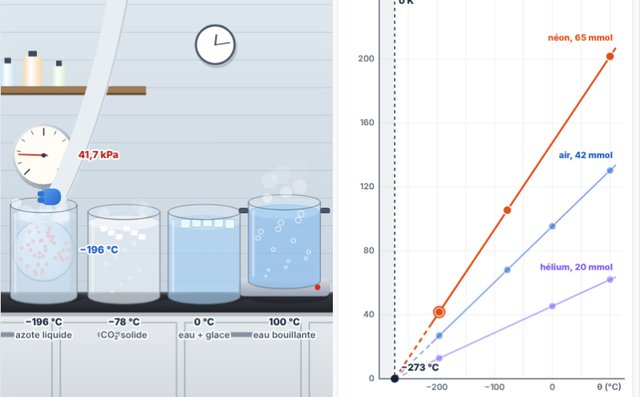 41,7 kPa
−196 °C
−196 °C
azote liquide
−78 °C
CO₂ solide
0 °C
eau + glace
100 °C
eau bouillante
0 K
néon, 65 mmol
air, 42 mmol
hélium, 20 mmol
200
160
120
80
40
0
−273 °C
−200
−100
0
θ (°C)